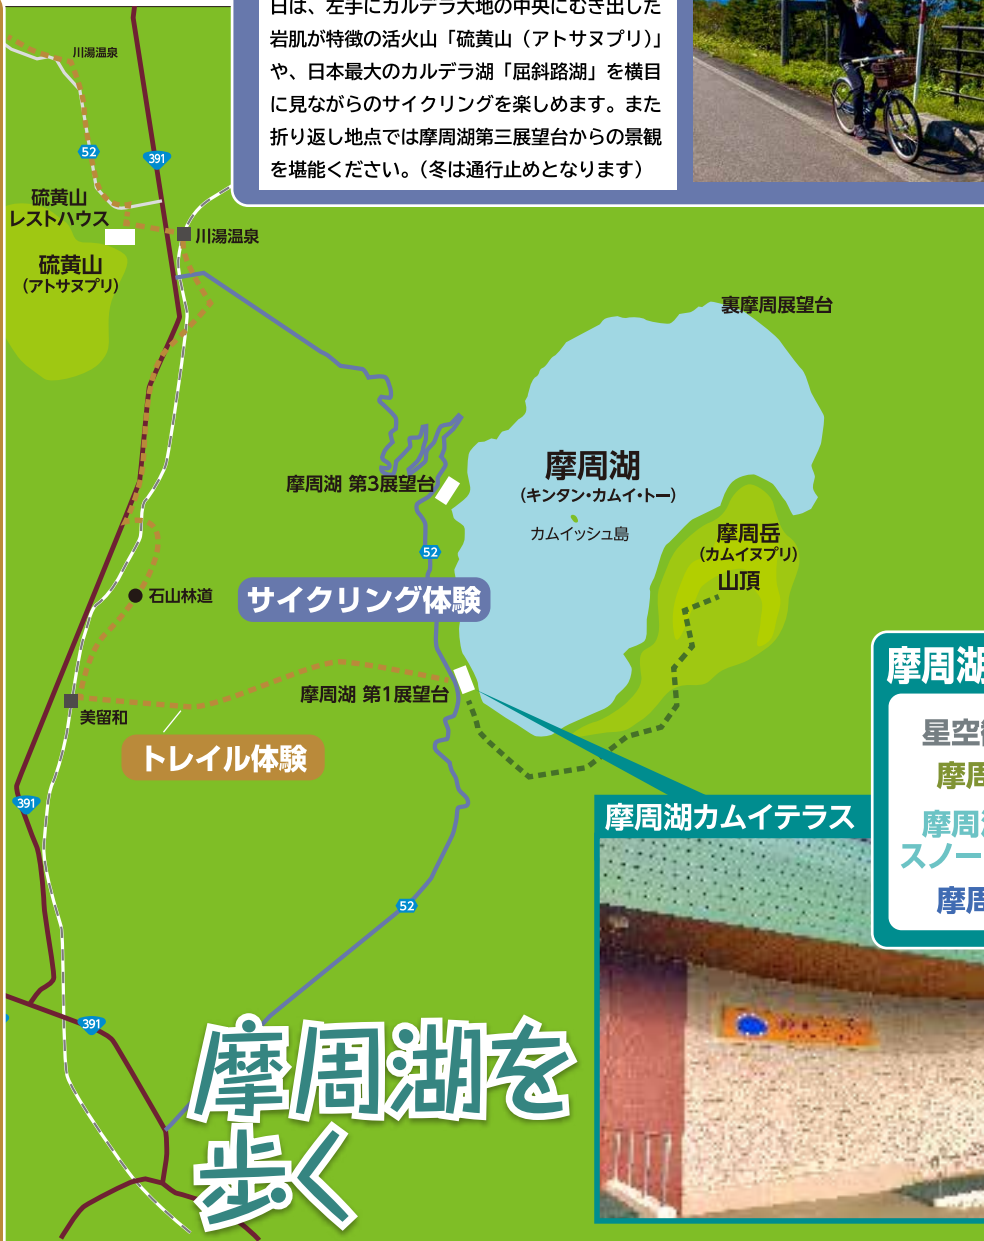 日は、左手にカルデラ大地の中央にむき出した
岩肌が特徴の活火山「硫黄山（アトサヌプリ）」
や、日本最大のカルデラ湖「屈斜路湖」を横目
に見ながらのサイクリングを楽しめます。また
折り返し地点では摩周湖第三展望台からの景観
を堪能ください。（冬は通行止めとなります）
川湯温泉
52
391
硫黄山
レストハウス
川湯温泉
硫黄山
（アトサヌプリ）
裏摩周展望台
摩周湖
（キンタン・カムイ・トー）
カムイッシュ島
摩周湖 第3展望台
摩周岳
（カムイヌプリ）
山頂
52
石山林道
サイクリング体験
摩周湖 第1展望台
美留和
トレイル体験
391
摩周湖カムイテラス
摩周湖
星空
摩周
摩周
スノー
摩周
52
391
摩周湖を
歩く